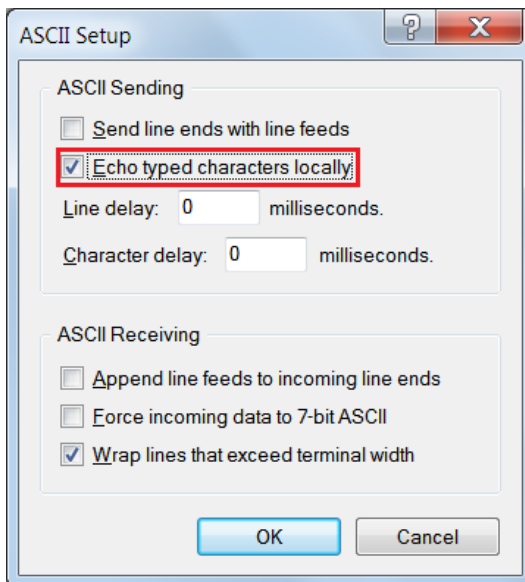 ASCII Setup
ASCII Sending
Send line ends with line feeds
Echo typed characters locally
Line delay: 0 milliseconds.
Character delay: 0 milliseconds.
ASCII Receiving
Append line feeds to incoming line ends
Force incoming data to 7-bit ASCII
Wrap lines that exceed terminal width
OK Cancel